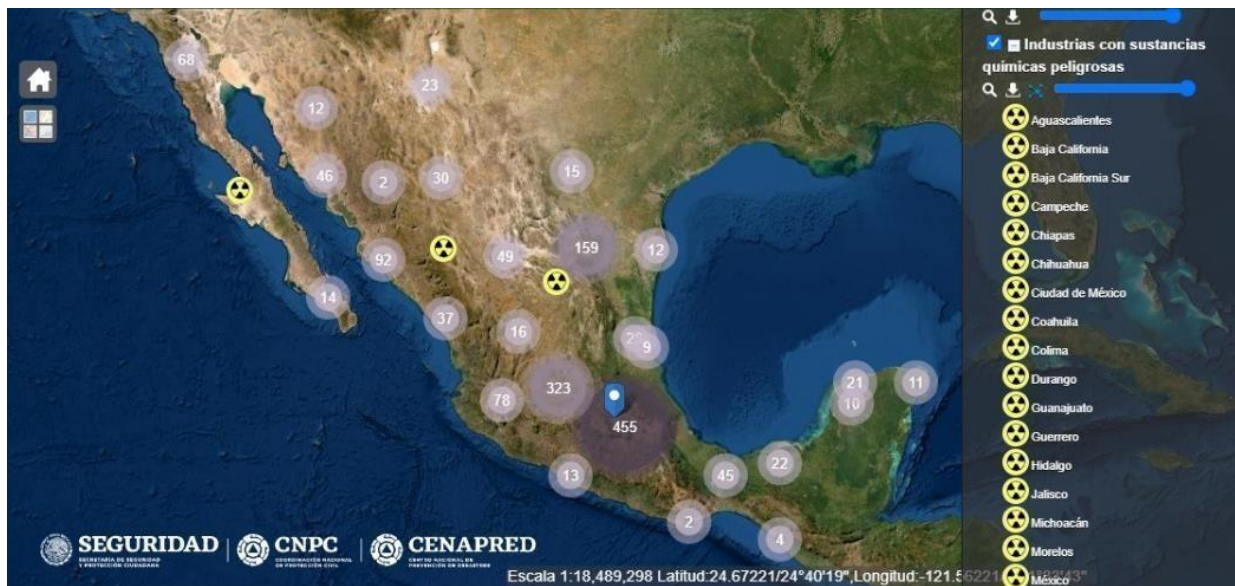 68
23
12
46
2
30
15
92
49
159
12
14
37
16
9
323
78
455
21
11
10
13
45
22
2
4
Industrias con sustancias
químicas peligrosas
Aguascalientes
Baja California
Baja California Sur
Campeche
Chiapas
Chihuahua
Ciudad de México
Coahuila
Colima
Durango
Guanajuato
Guerrero
Hidalgo
Jalisco
Michoacán
Morelos
México
SEGURIDAD
SECRETARÍA DE SEGURIDAD
Y PROTECCIÓN CIUDADANA
CNPC
COORDINACIÓN NACIONAL
DE PROTECCIÓN CIVIL
CENAPRED
CENTRO NACIONAL DE
PREVENCIÓN DE DESASTRES
Escala 1:18,489,298 Latitud:24.67221/24°40'19",Longitud:-121.5